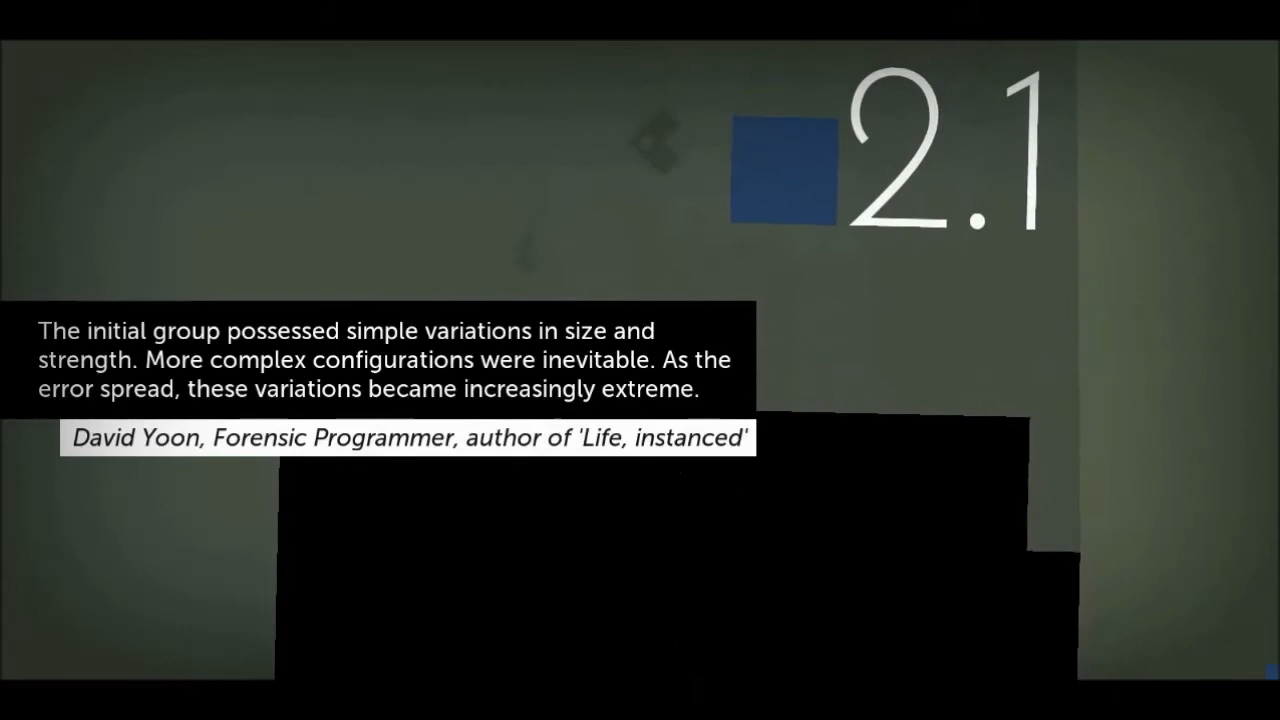 2.1
The initial group possessed simple variations in size and
strength. More complex configurations were inevitable. As the
error spread, these variations became increasingly extreme.
David Yoon, Forensic Programmer, author of 'Life, instanced'